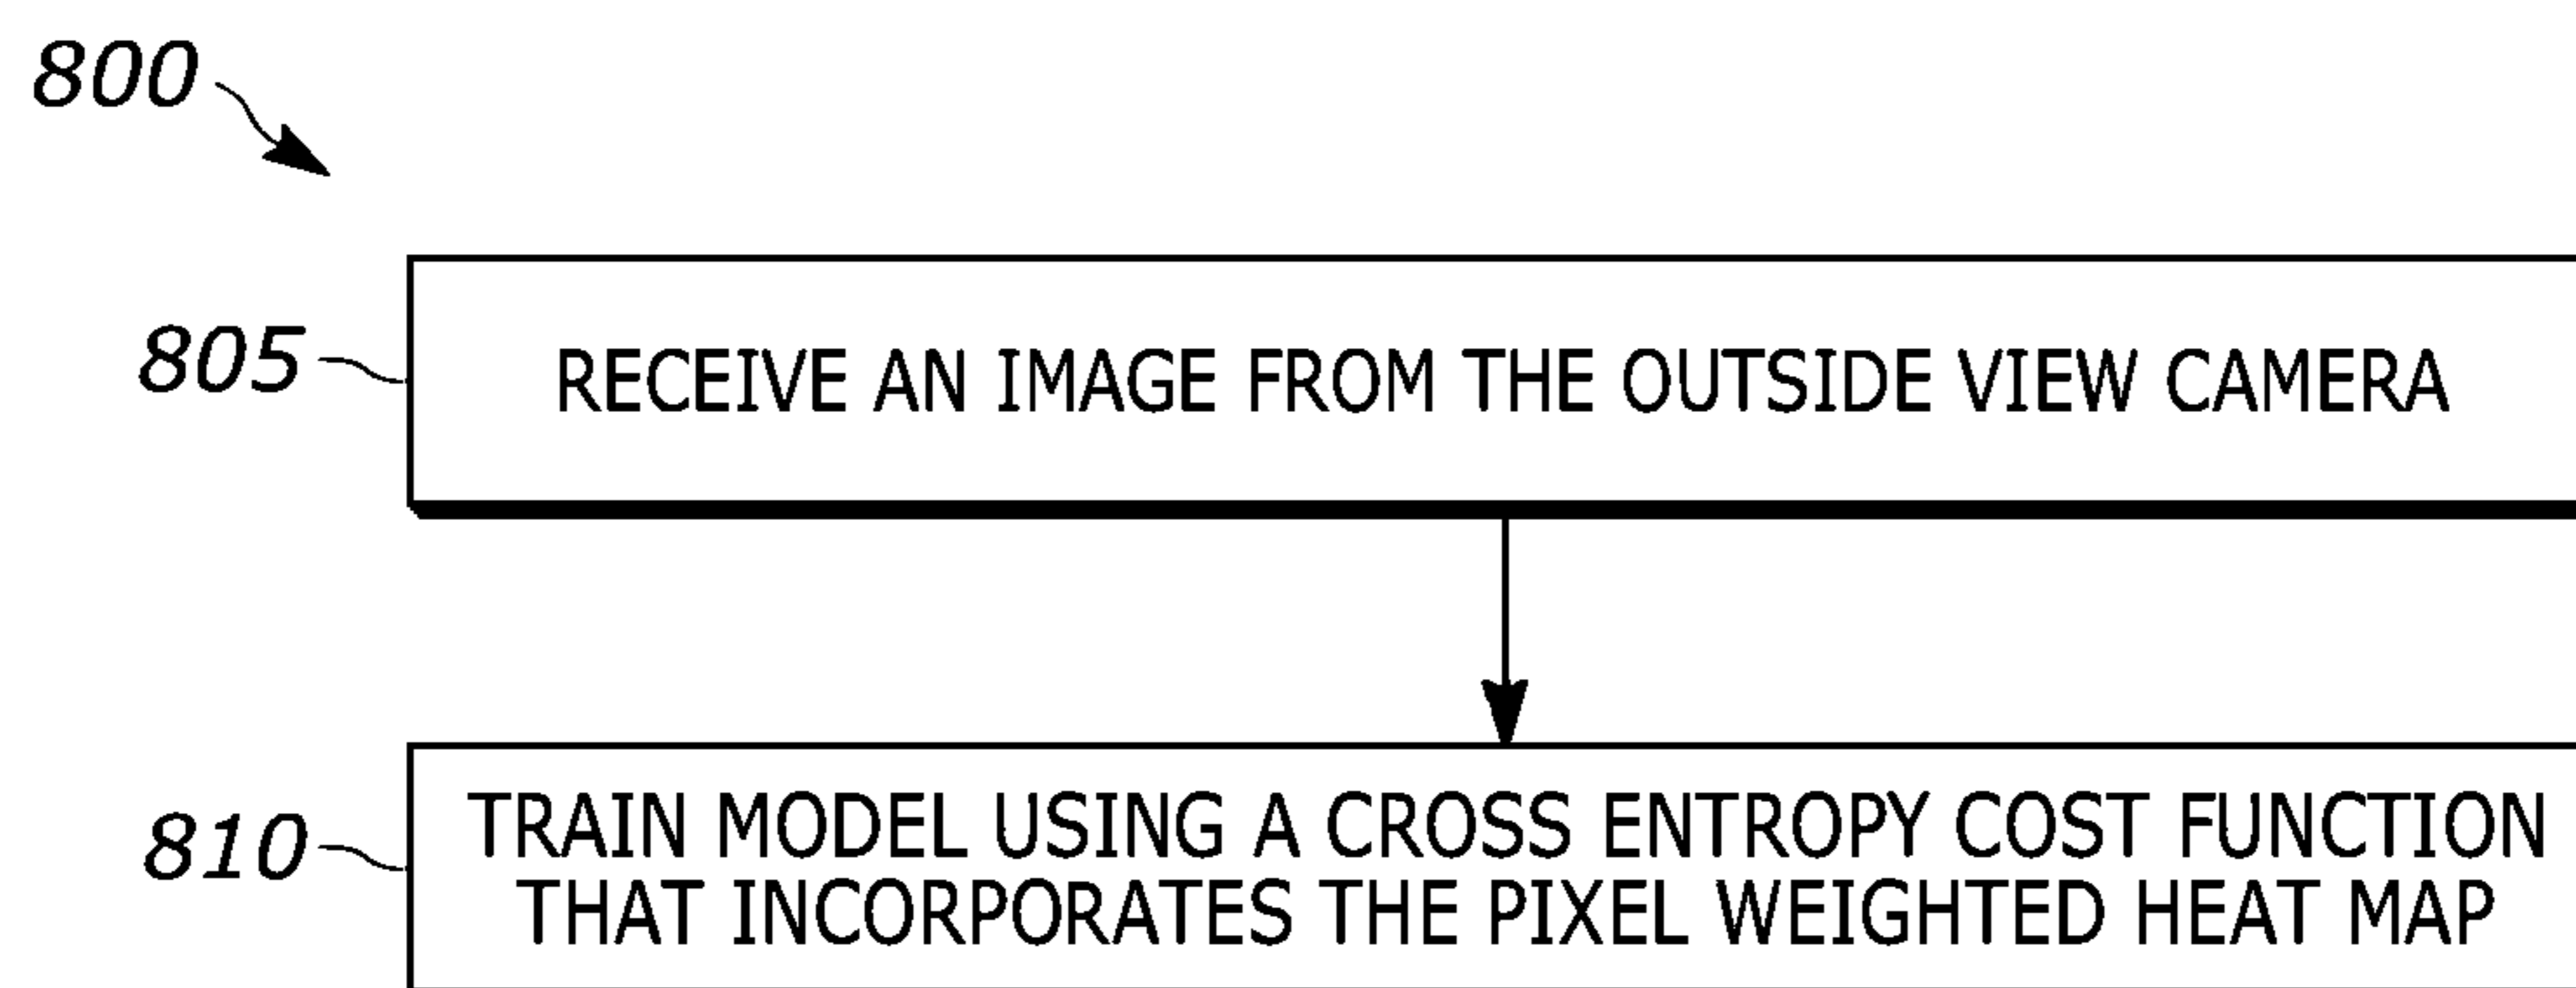 800
805
RECEIVE AN IMAGE FROM THE OUTSIDE VIEW CAMERA
810
TRAIN MODEL USING A CROSS ENTROPY COST FUNCTION
THAT INCORPORATES THE PIXEL WEIGHTED HEAT MAP